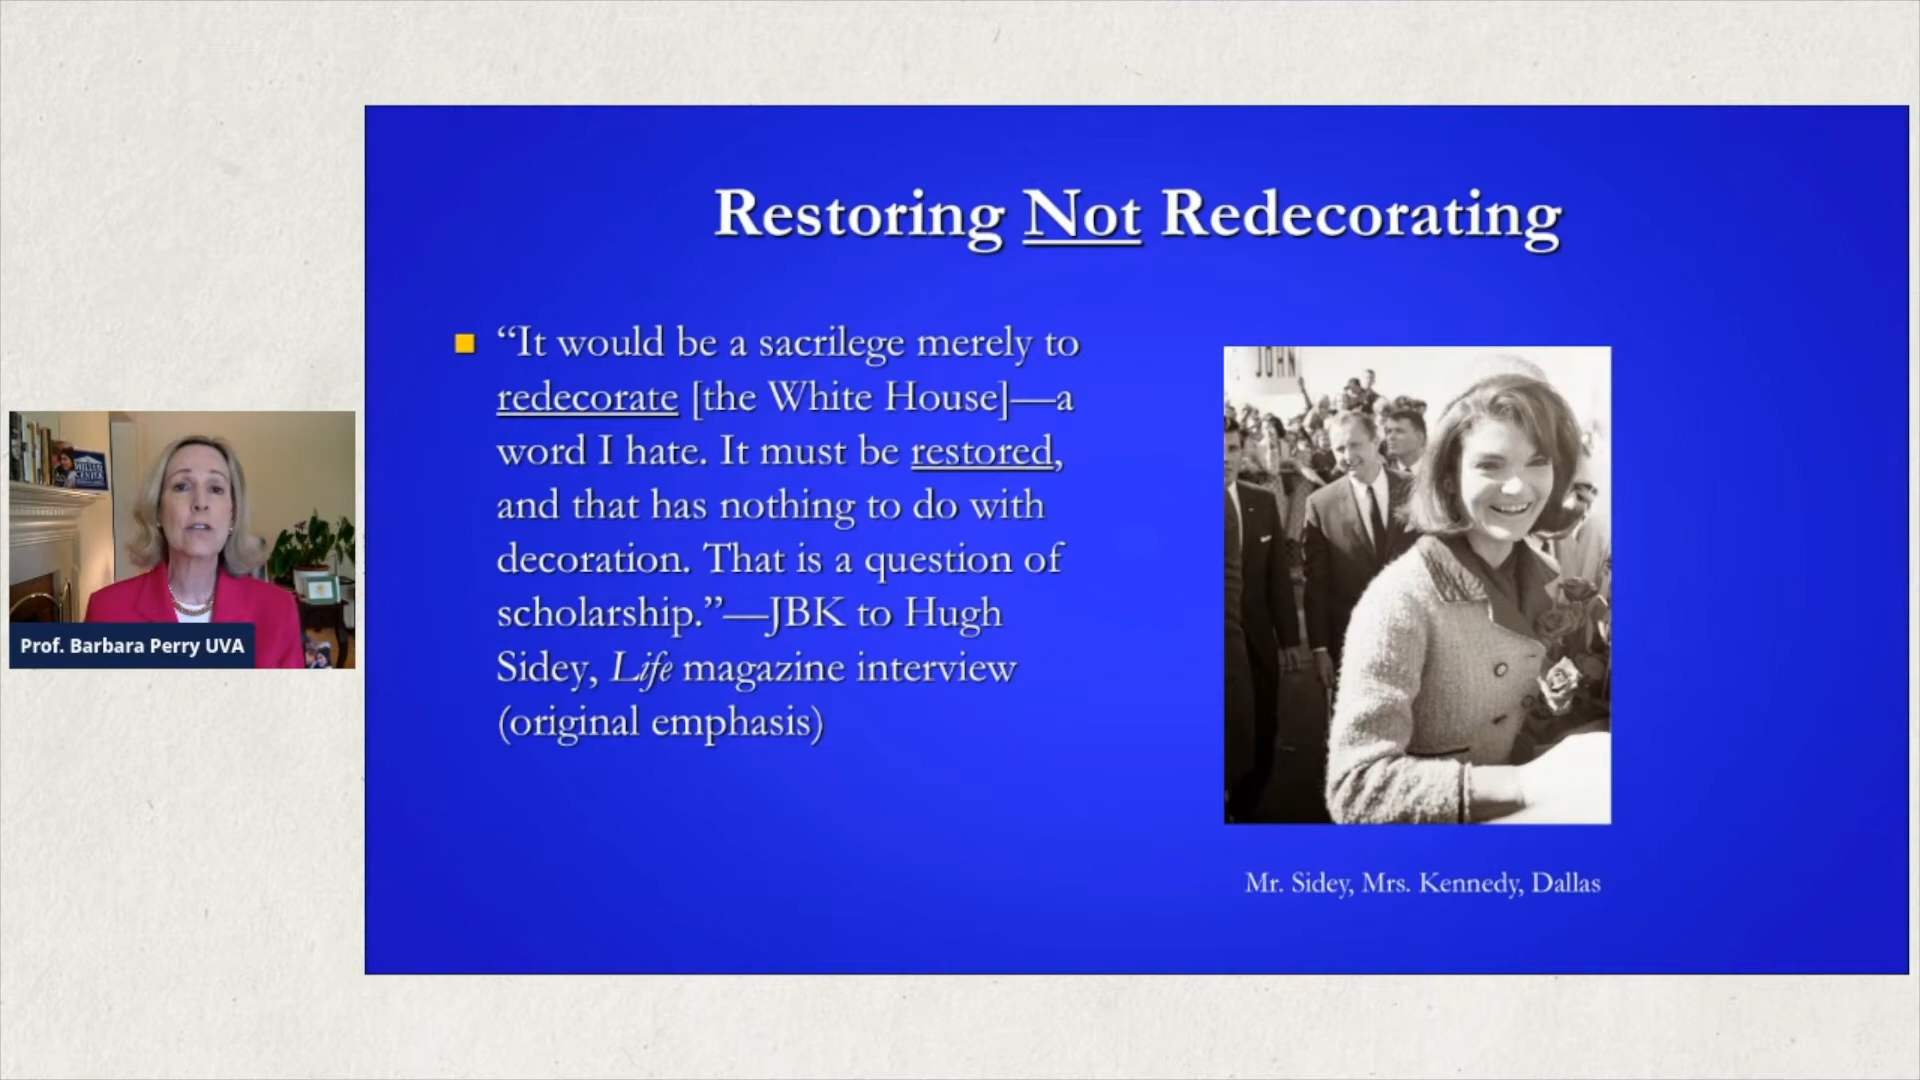 Restoring Not Redecorating
“It would be a sacrilege merely to
redecorate [the White House]—a
word I hate. It must be restored,
and that has nothing to do with
decoration. That is a question of
scholarship.”—JBK to Hugh
Sidey, Life magazine interview
(original emphasis)
JOHN
Mr. Sidey, Mrs. Kennedy, Dallas
MILLER
CENTER
Prof. Barbara Perry UVA